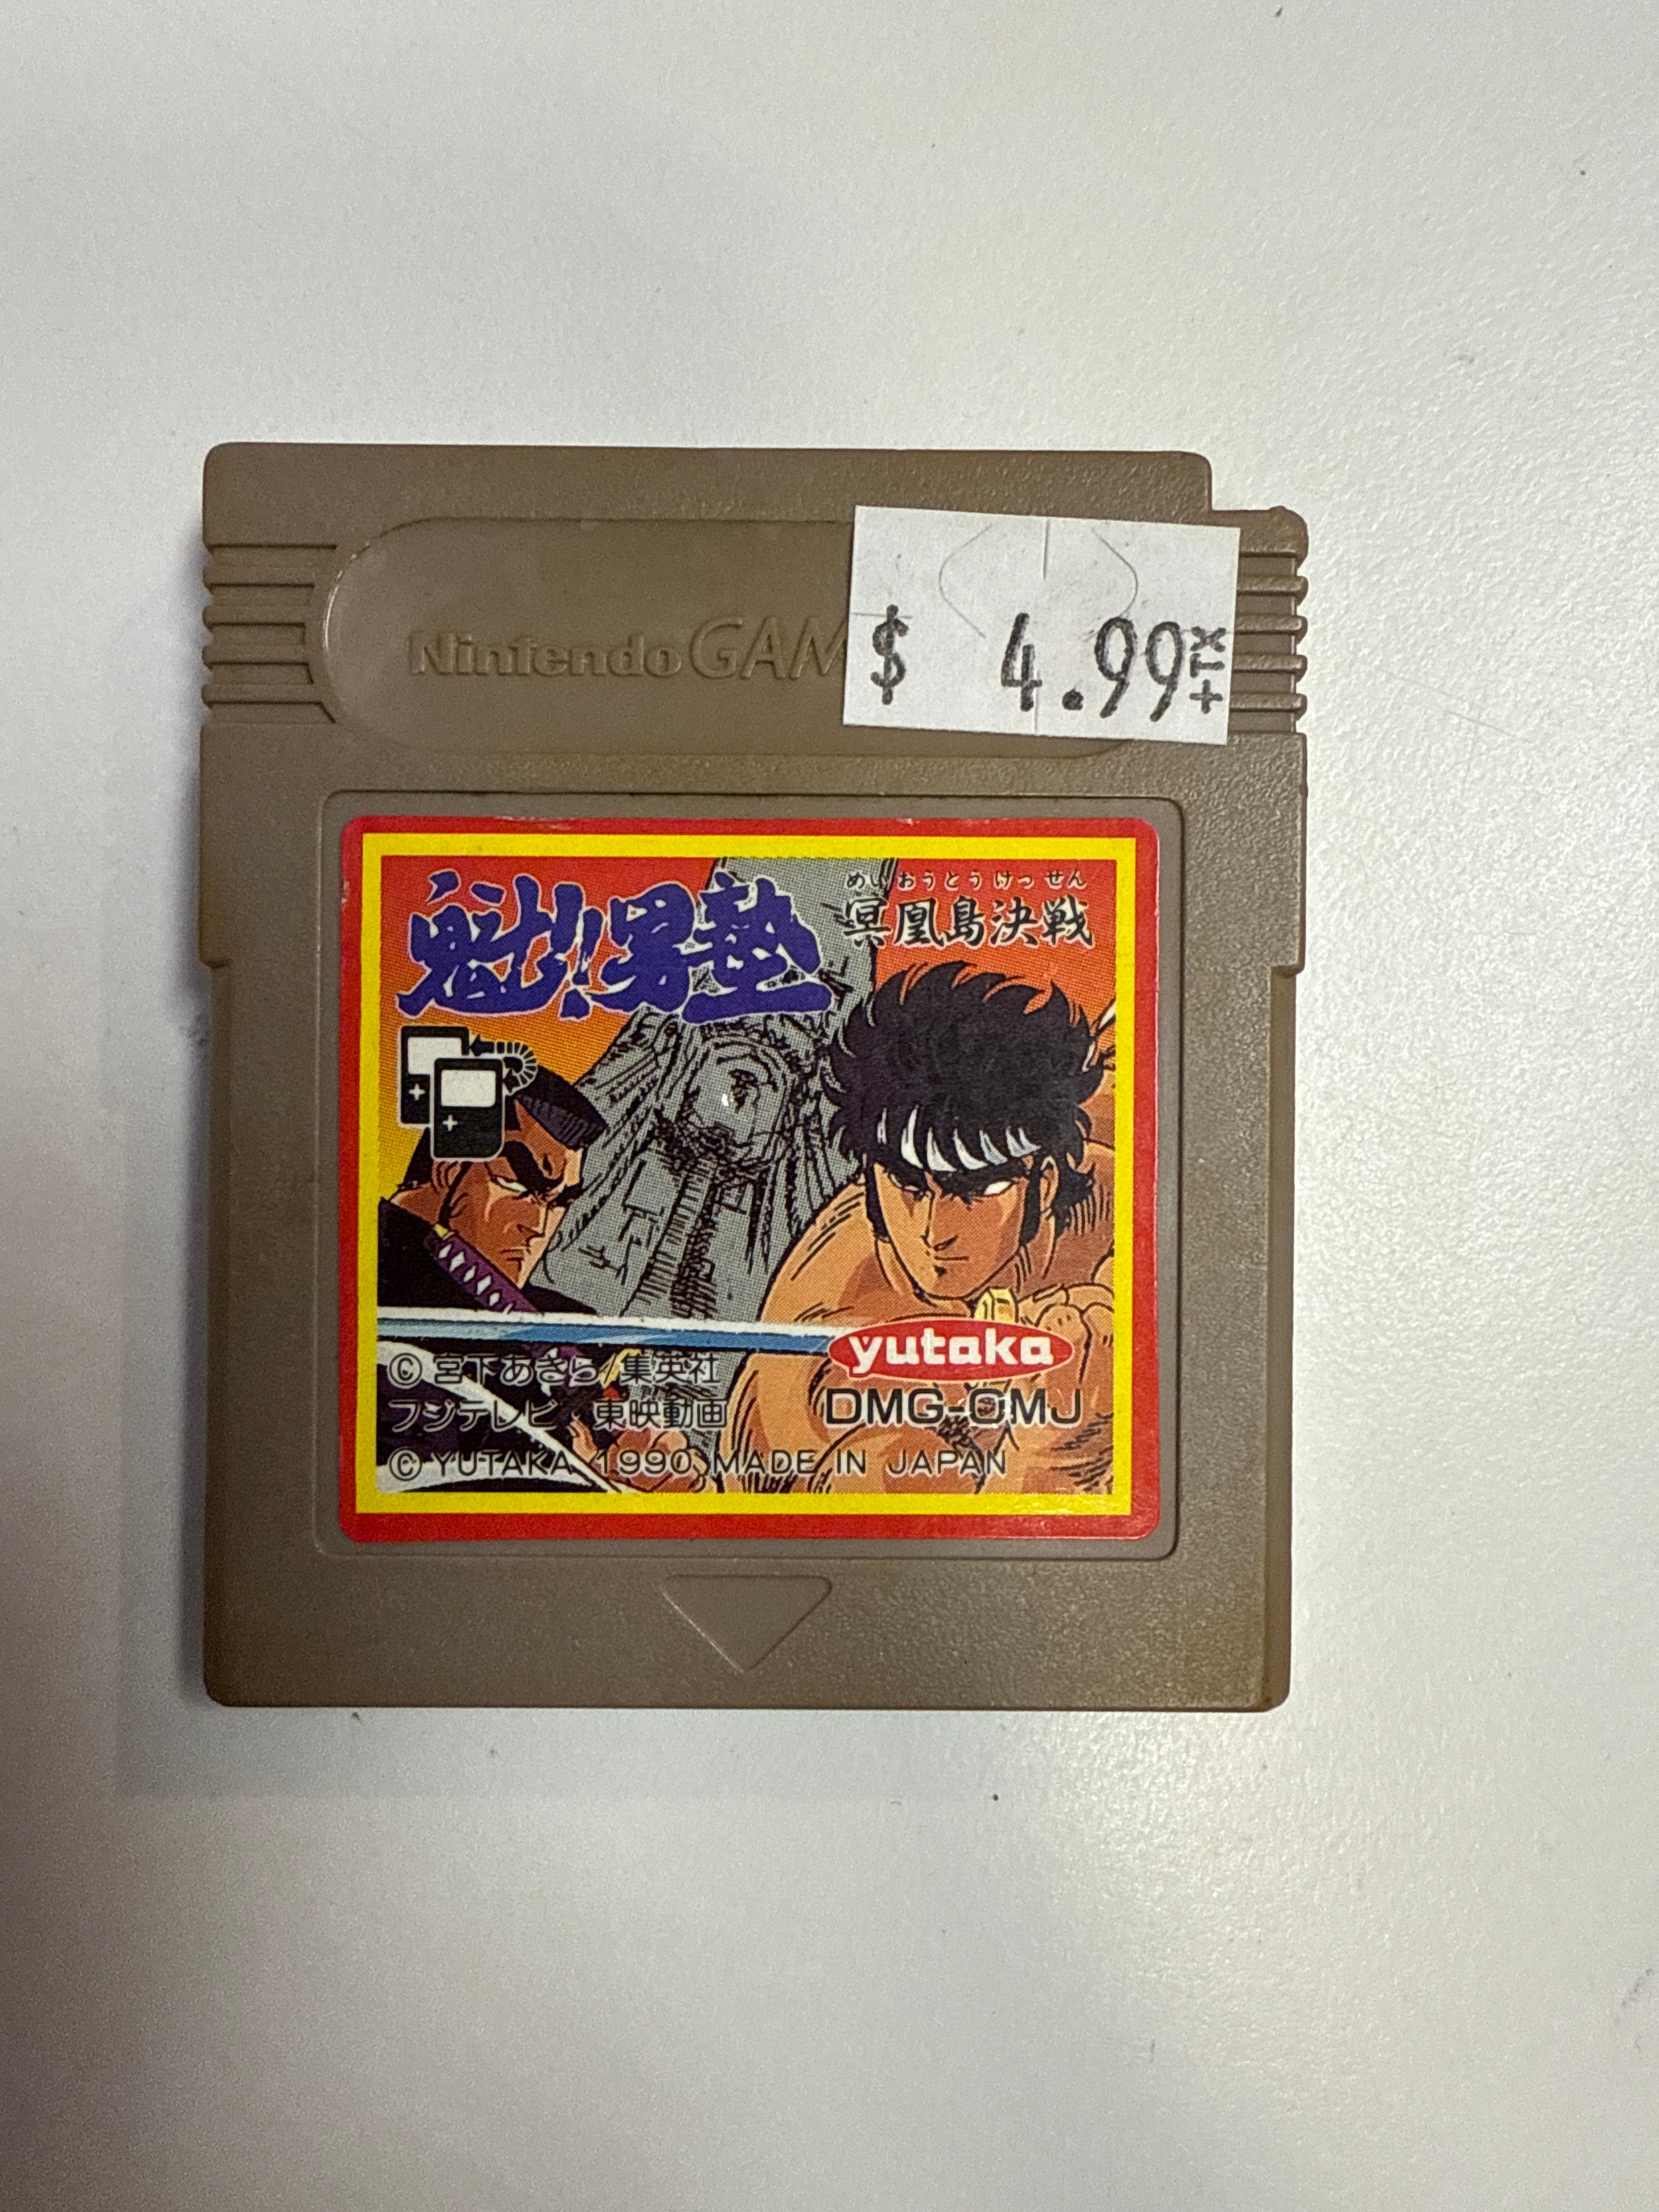 Nintendo GAM
$ 4.99
+TX
めいおうとうけっせん
魁!!男塾
冥凰島決戦
yutaka
©宮下あきら/集英社
フジテレビ 東映動画
DMG-OMJ
©YUTAKA 1990 MADE IN JAPAN